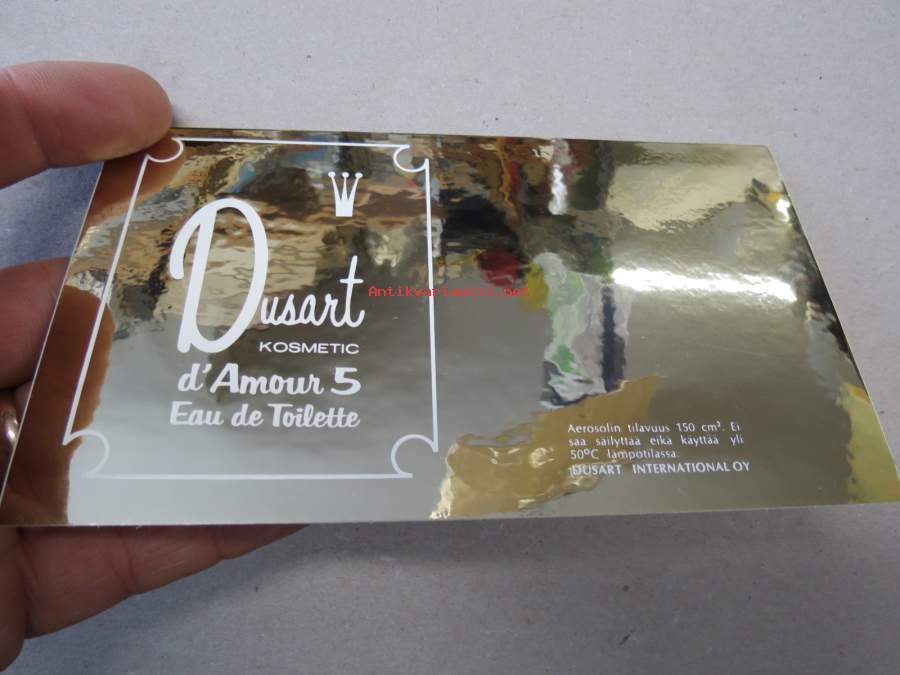 Dusart
KOSMETIC
d'Amour 5
Eau de Toilette
Antikvariaatti.net
Aerosolin tilavuus 150 cm³. Ei
saa säilyttää eikä käyttää yli
50°C lämpötilassa.
DUSART INTERNATIONAL OY